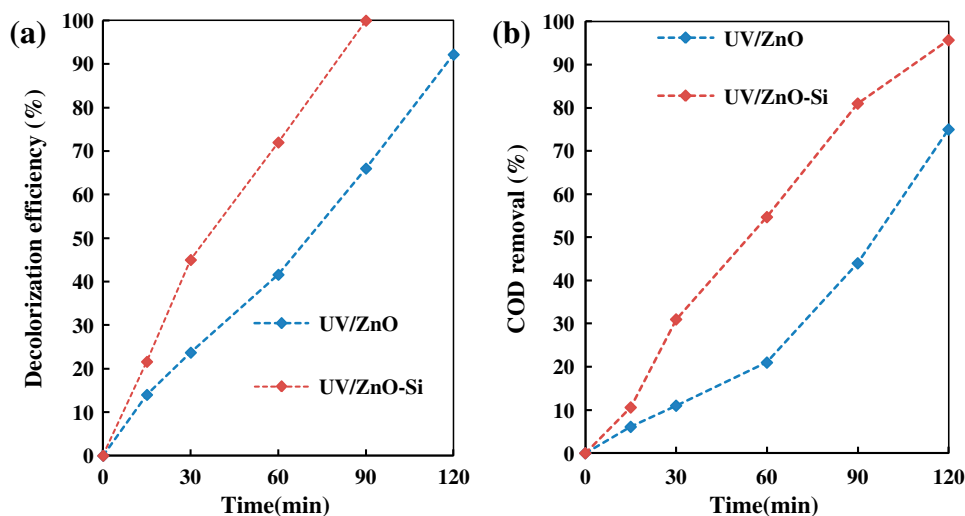 (a)
Decolorization efficiency (%)
100
90
80
70
60
50
40
30
20
10
0
UV/ZnO
UV/ZnO-Si
0 30 60 90 120
Time(min)
(b)
COD removal (%)
100
90
80
70
60
50
40
30
20
10
0
UV/ZnO
UV/ZnO-Si
0 30 60 90 120
Time(min)